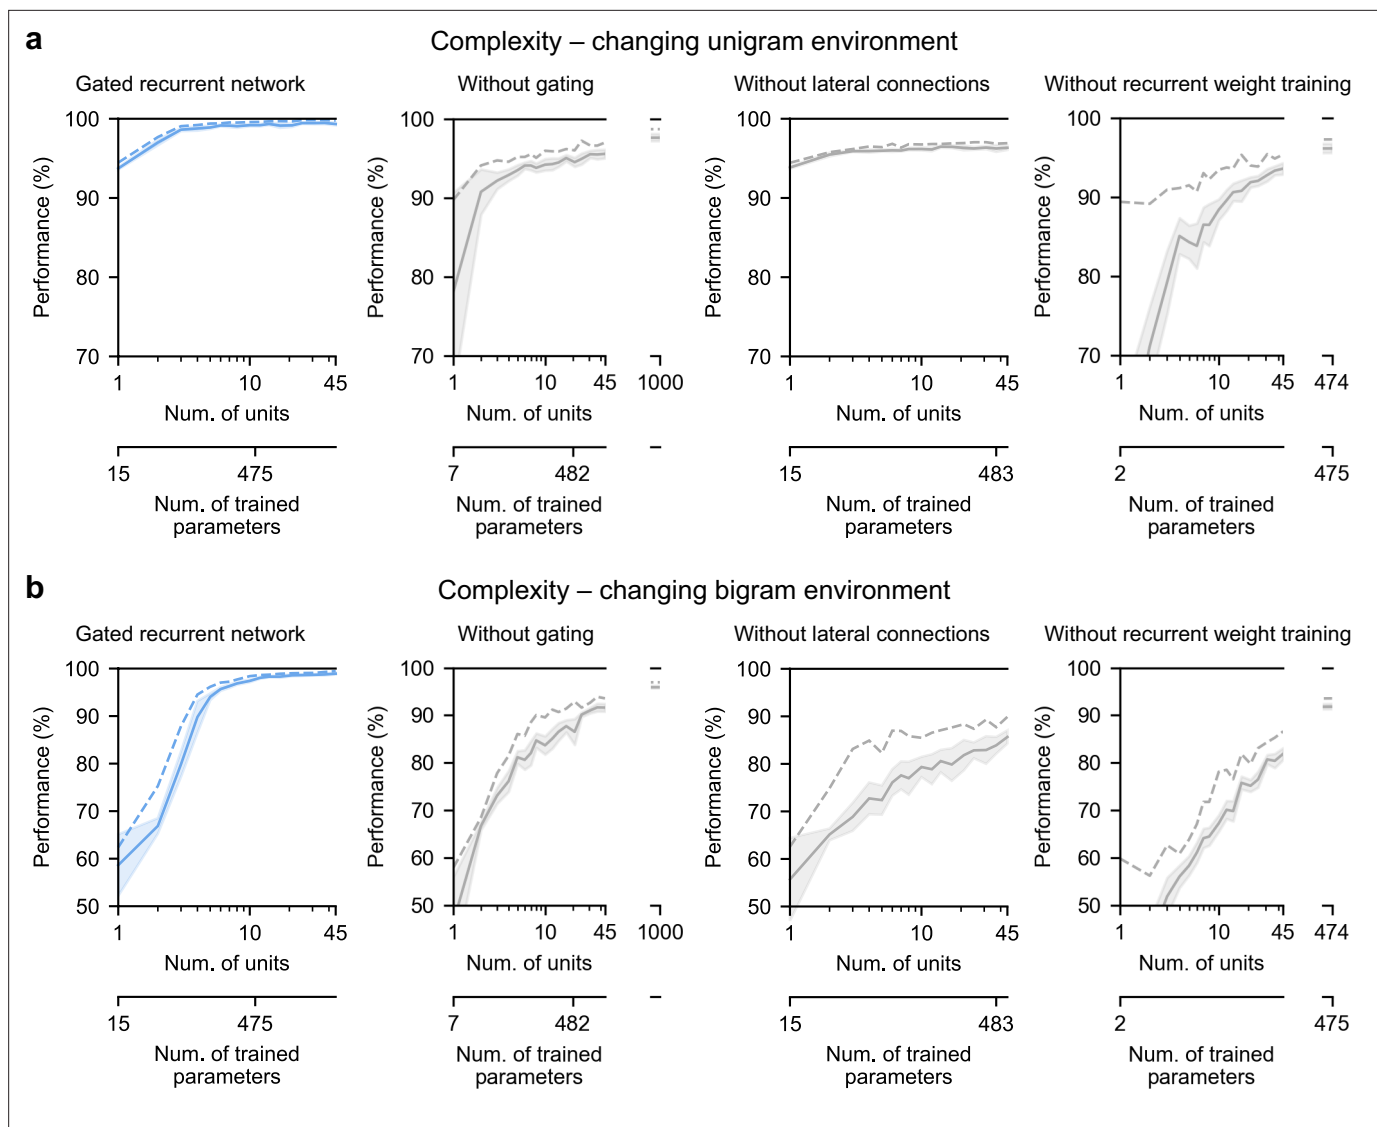 a
Complexity – changing unigram environment
Gated recurrent network
Without gating
Without lateral connections
Without recurrent weight training
100
90
80
70
Performance (%)
1
10
45
Num. of units
15
475
Num. of trained
parameters
100
90
80
70
Performance (%)
1
10
45
1000
Num. of units
7
482
Num. of trained
parameters
100
90
80
70
Performance (%)
1
10
45
Num. of units
15
483
Num. of trained
parameters
100
90
80
70
Performance (%)
1
10
45
474
Num. of units
2
475
Num. of trained
parameters
b
Complexity – changing bigram environment
Gated recurrent network
Without gating
Without lateral connections
Without recurrent weight training
100
90
80
70
60
50
Performance (%)
1
10
45
Num. of units
15
475
Num. of trained
parameters
100
90
80
70
60
50
Performance (%)
1
10
45
1000
Num. of units
7
482
Num. of trained
parameters
100
90
80
70
60
50
Performance (%)
1
10
45
Num. of units
15
483
Num. of trained
parameters
100
90
80
70
60
50
Performance (%)
1
10
45
474
Num. of units
2
475
Num. of trained
parameters